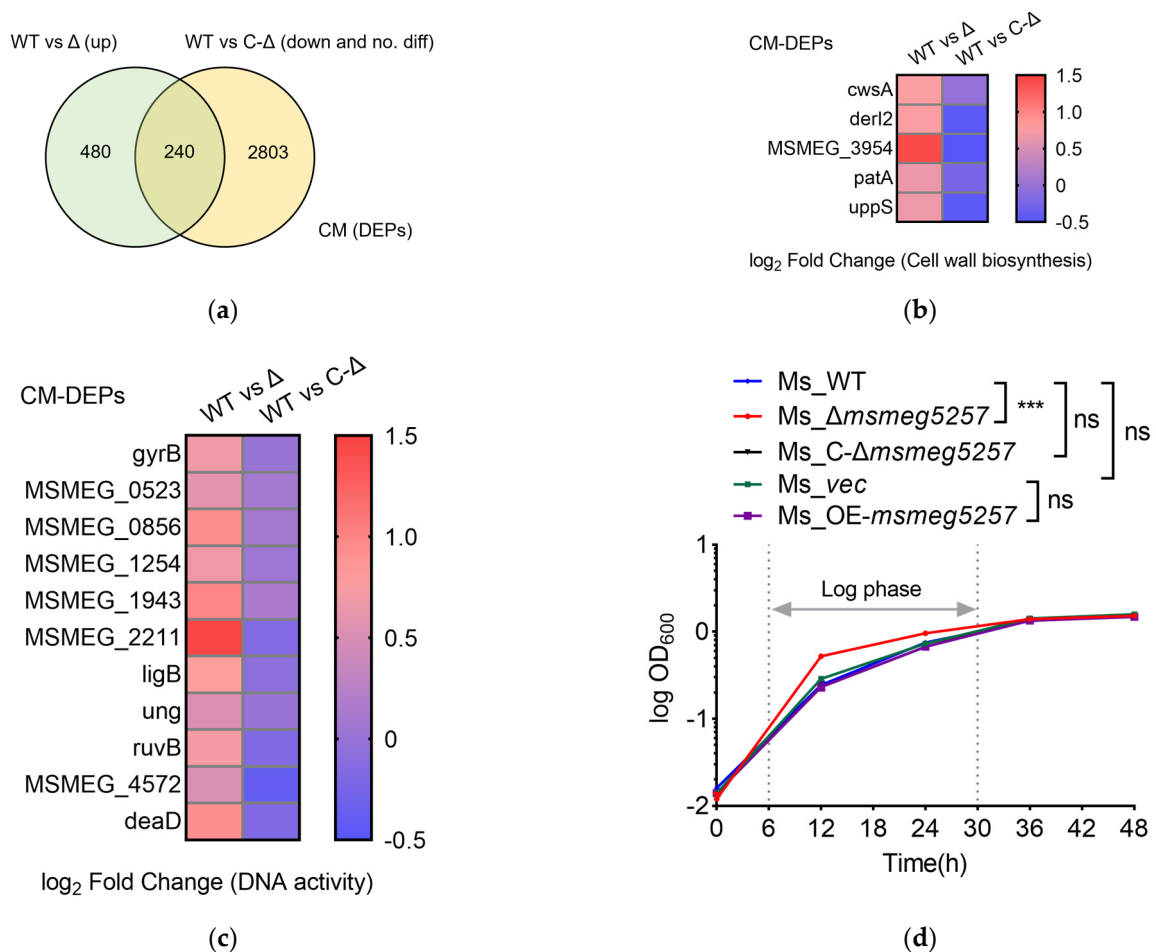 WT vs Δ (up)
WT vs C-Δ (down and no. diff)
480
240
2803
CM (DEPs)
(a)
CM-DEPs
WT vs Δ
WT vs C-Δ
cwsA
derI2
MSMEG_3954
patA
uppS
1.5
1.0
0.5
0
-0.5
log2 Fold Change (Cell wall biosynthesis)
(b)
CM-DEPs
WT vs Δ
WT vs C-Δ
gyrB
MSMEG_0523
MSMEG_0856
MSMEG_1254
MSMEG_1943
MSMEG_2211
ligB
ung
ruvB
MSMEG_4572
deaD
1.5
1.0
0.5
0
-0.5
log2 Fold Change (DNA activity)
(c)
Ms_WT
Ms_Δmsmeg5257
Ms_C-Δmsmeg5257
Ms_vec
Ms_OE-msmeg5257
***
ns
ns
ns
Log phase
log OD600
1
0
-1
-2
0 6 12 18 24 30 36 42 48
Time(h)
(d)